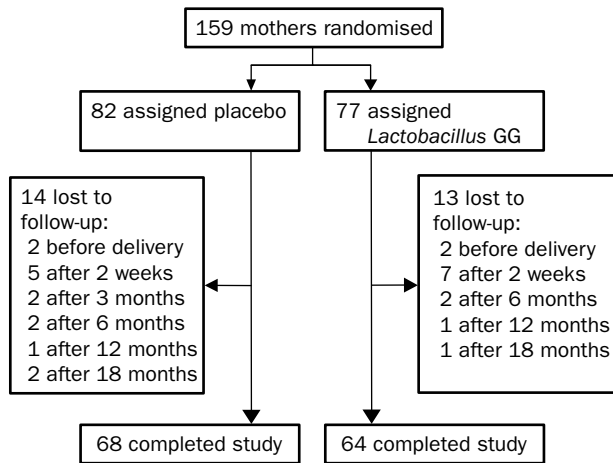 159 mothers randomised
82 assigned placebo
77 assigned
Lactobacillus GG
14 lost to
follow-up:
2 before delivery
5 after 2 weeks
2 after 3 months
2 after 6 months
1 after 12 months
2 after 18 months
13 lost to
follow-up:
2 before delivery
7 after 2 weeks
2 after 6 months
1 after 12 months
1 after 18 months
68 completed study
64 completed study